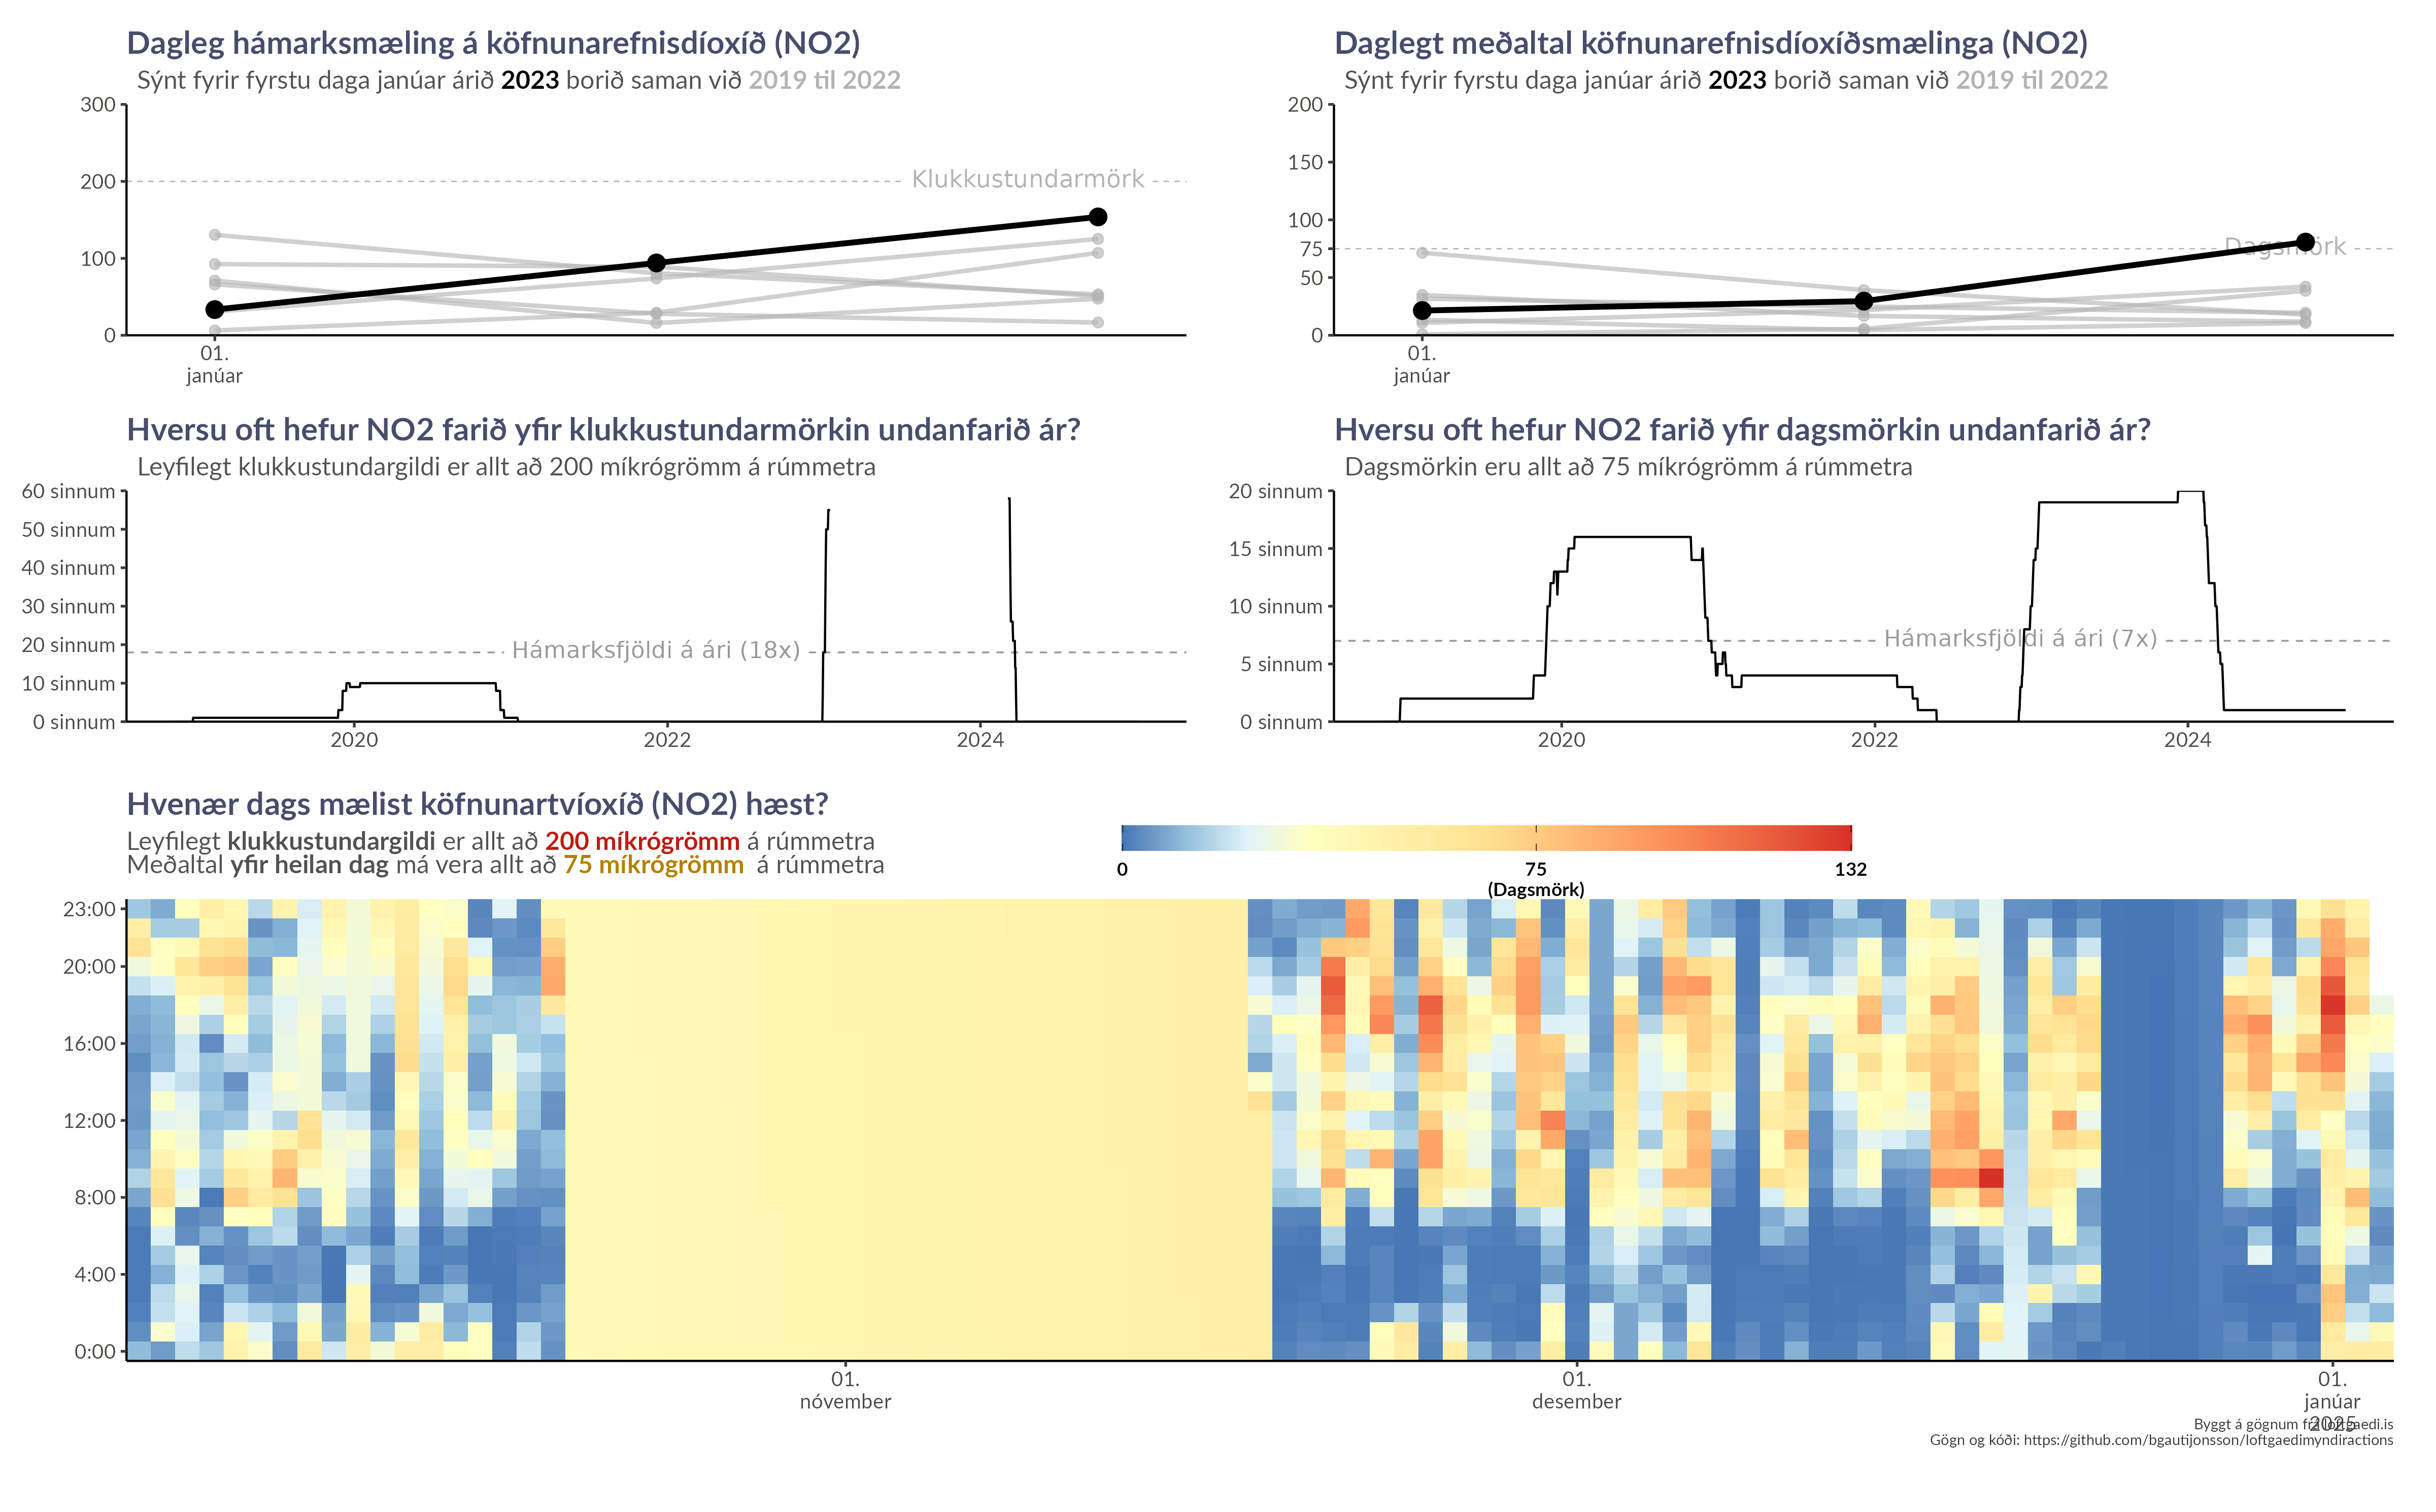 Dagleg hámarksmæling á köfnunarefnisdíoxíð (NO2)
Sýnt fyrir fyrstu daga janúar árið 2023 borið saman við 2019 til 2022
300
200
100
0
Klukkustundarmörk
01.
janúar
Daglegt meðaltal köfnunarefnisdíoxíðsmælinga (NO2)
Sýnt fyrir fyrstu daga janúar árið 2023 borið saman við 2019 til 2022
200
150
100
75
50
0
Dagsmörk
01.
janúar
Hversu oft hefur NO2 farið yfir klukkustundarmörkin undanfarið ár?
Leyfilegt klukkustundargildi er allt að 200 míkrógrömm á rúmmetra
60 sinnum
50 sinnum
40 sinnum
30 sinnum
20 sinnum
10 sinnum
0 sinnum
Hámarksfjöldi á ári (18x)
2020
2022
2024
Hversu oft hefur NO2 farið yfir dagsmörkin undanfarið ár?
Dagsmörkin eru allt að 75 míkrógrömm á rúmmetra
20 sinnum
15 sinnum
10 sinnum
5 sinnum
0 sinnum
Hámarksfjöldi á ári (7x)
2020
2022
2024
Hvenær dags mælist köfnunartvíoxíð (NO2) hæst?
Leyfilegt klukkustundargildi er allt að 200 míkrógrömm á rúmmetra
Meðaltal yfir heilan dag má vera allt að 75 míkrógrömm á rúmmetra
0
75
(Dagsmörk)
132
23:00
20:00
16:00
12:00
8:00
4:00
0:00
01.
nóvember
01.
desember
01.
janúar
2025
Byggt á gögnum frá loftgaedi.is
Gögn og kóði: https://github.com/bgautijonsson/loftgaedimyndiractions